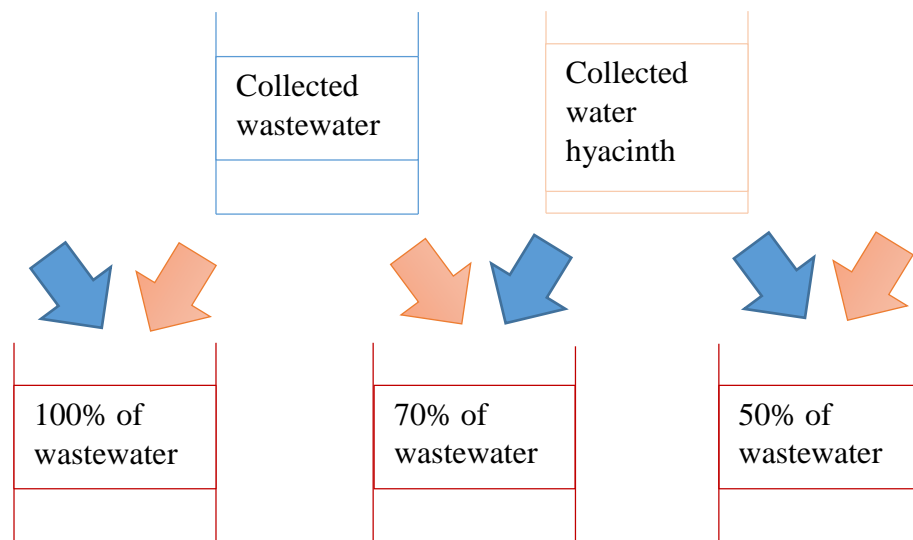 Collected
wastewater
Collected
water
hyacinth
100% of
wastewater
70% of
wastewater
50% of
wastewater